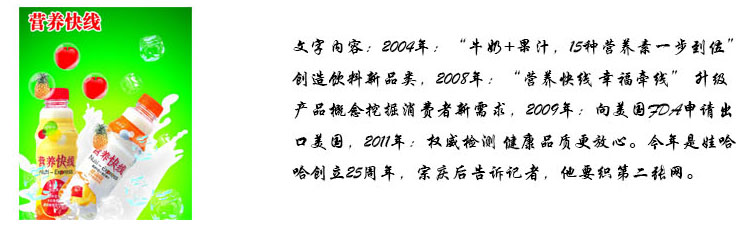 营养快线
营养快线
Nutri-Express
营养快线
Nutri-Express
文字内容：2004年：“牛奶+果汁，15种营养素一步到位”
创造饮料新品类，2008年：“营养快线 幸福牵线” 升级
产品概念挖掘消费者新需求，2009年：向美国FDA申请出
口美国，2011年：权威检测 健康品质更放心。今年是娃哈
哈创立25周年，宗庆后告诉记者，他要织第二张网。